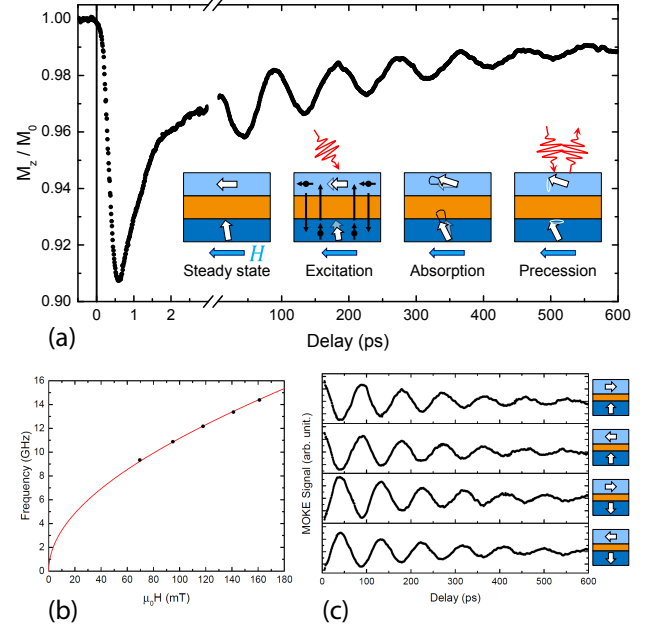 1.00
0.98
0.96
0.94
0.92
0.90
M_z / M_0
H
Steady state
Excitation
Absorption
Precession
0 1 2 100 200 300 400 500 600
(a)
Delay (ps)
16
14
12
10
8
6
4
2
0
Frequency (GHz)
0 20 40 60 80 100 120 140 160 180
(b)
μ₀H (mT)
MOKE Signal (arb. unit.)
0 100 200 300 400 500 600
(c)
Delay (ps)